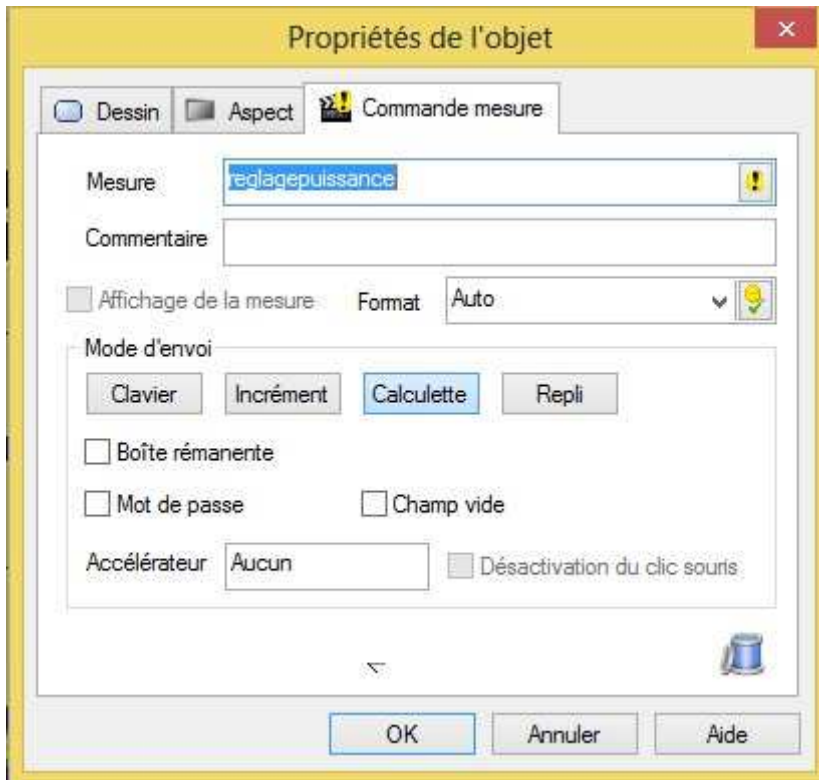 Propriétés de l'objet
Dessin Aspect Commande mesure
Mesure reglagepuissance
Commentaire
Affichage de la mesure Format Auto
Mode d'envoi
Clavier Incrément Calculette Repli
Boîte rémanente
Mot de passe Champ vide
Accélérateur Aucun Désactivation du clic souris
OK Annuler Aide